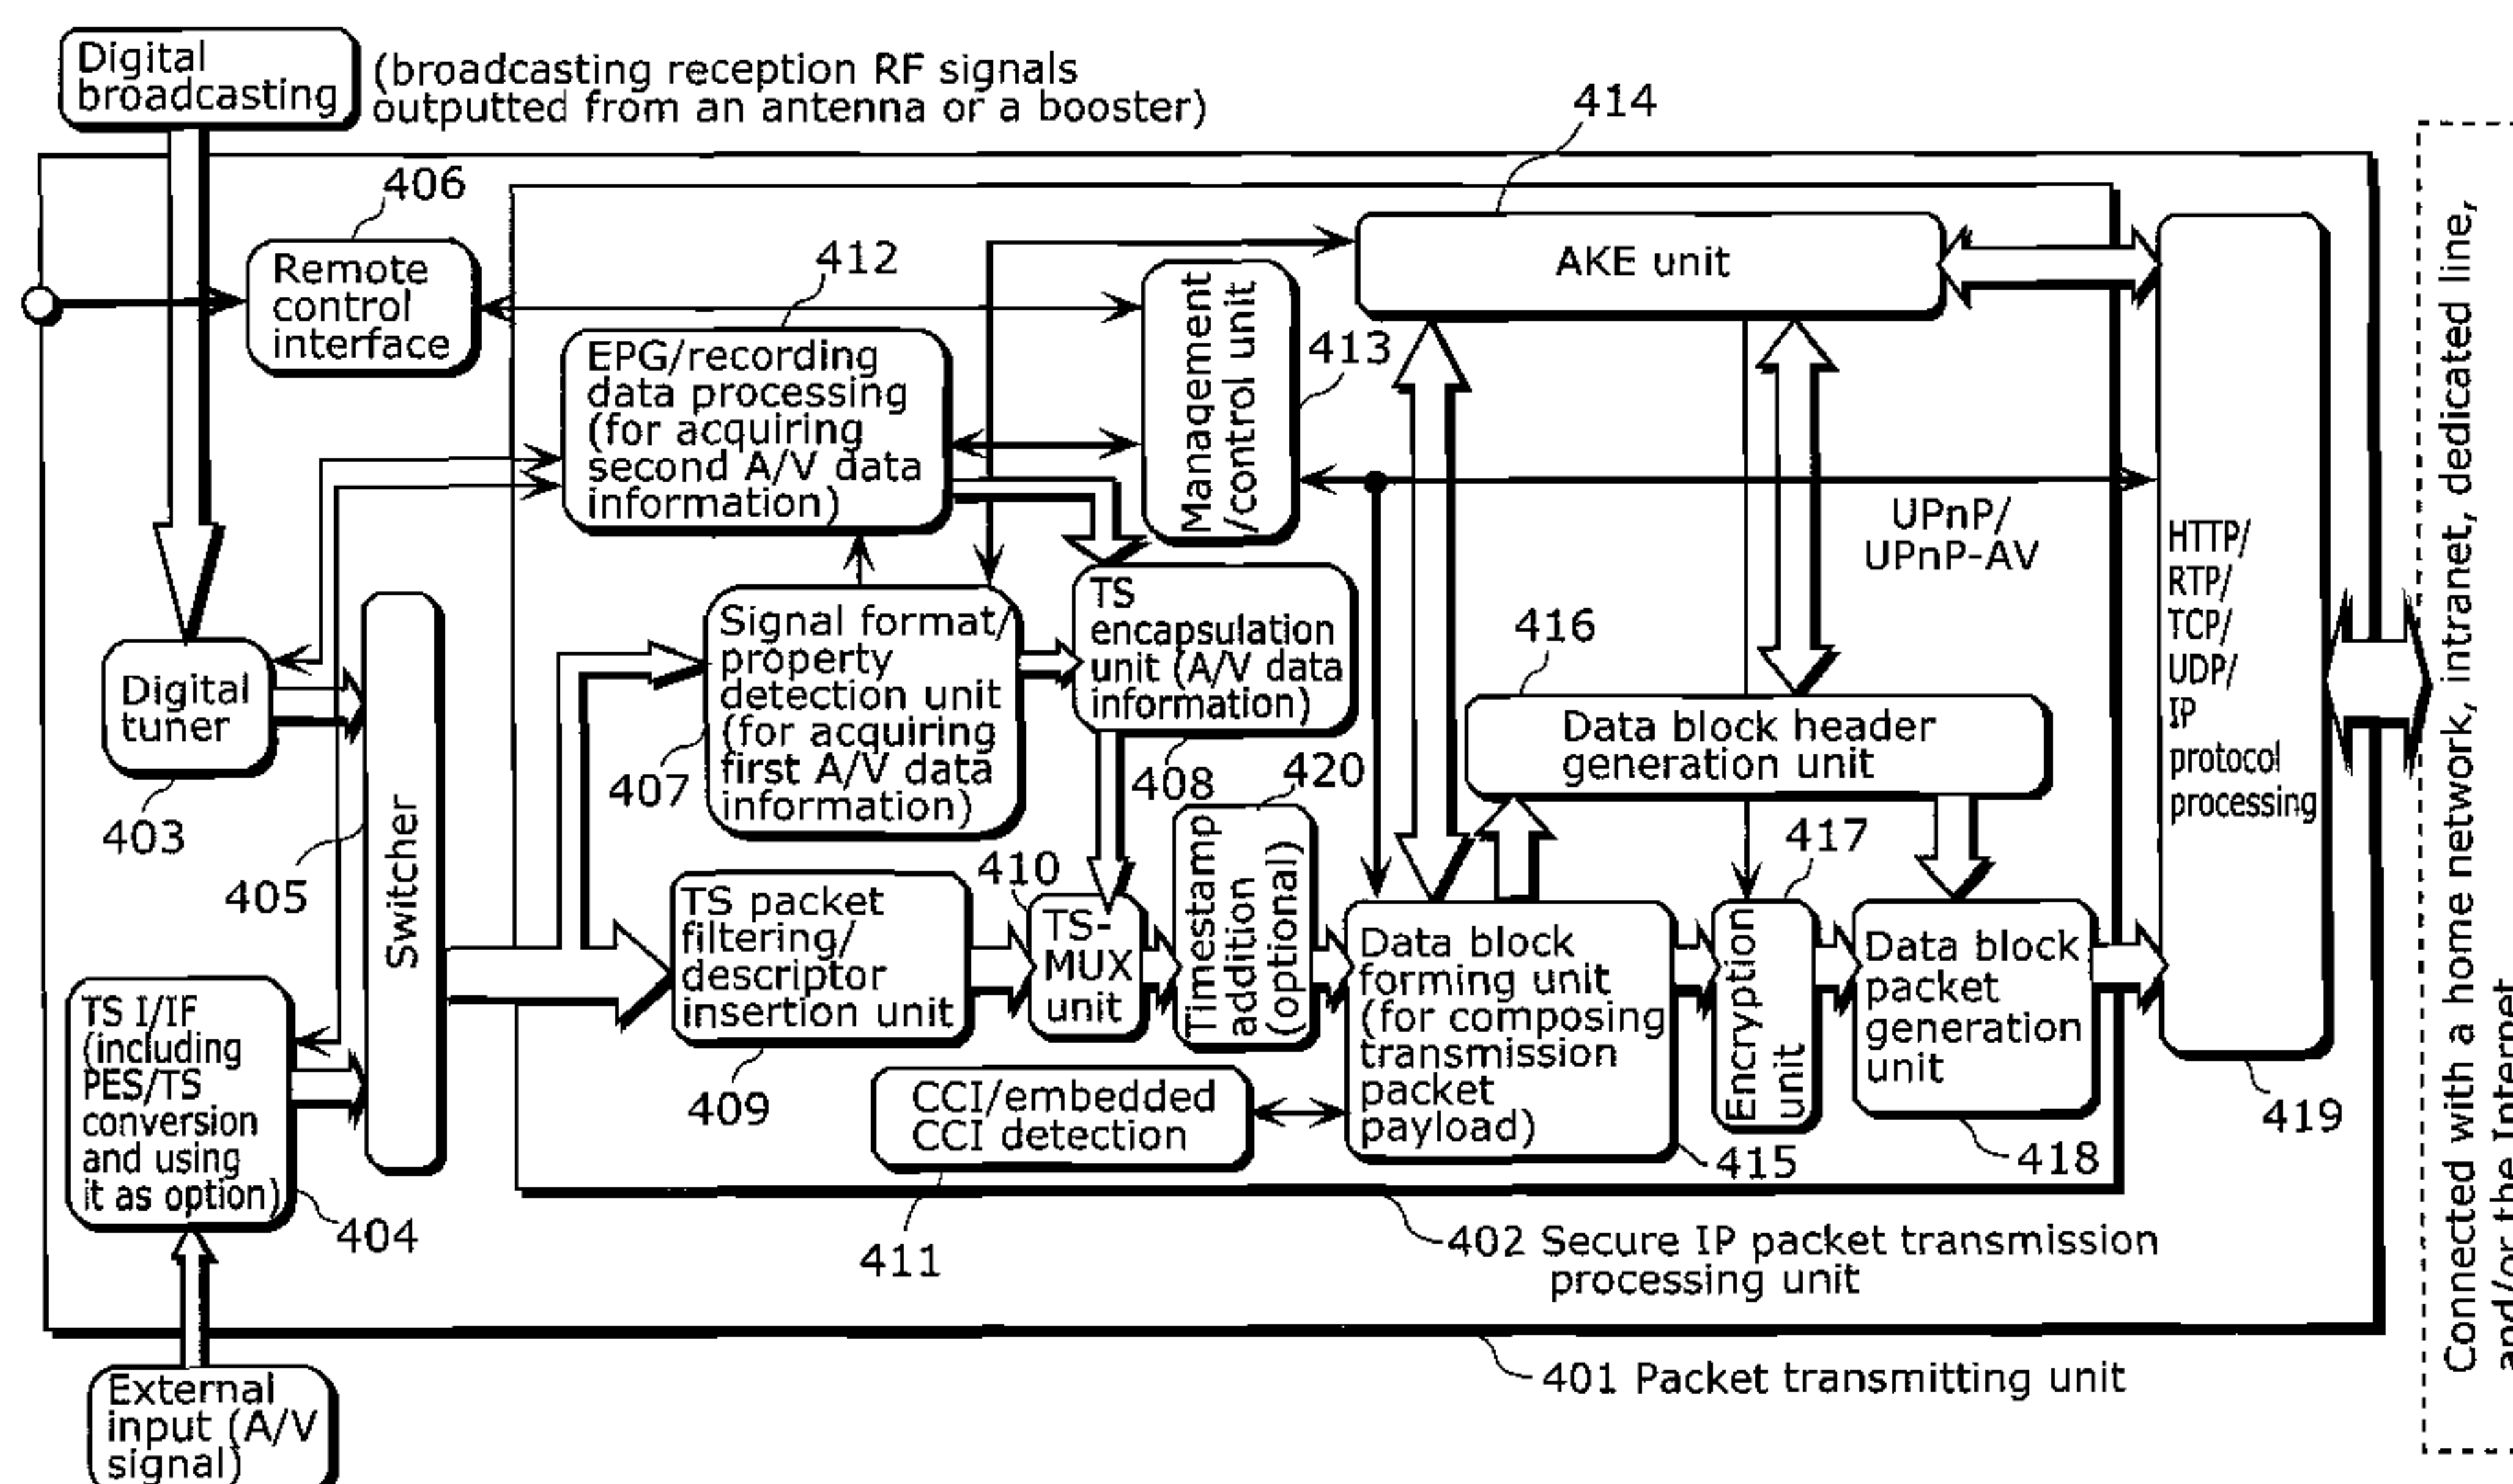 Digital
broadcasting
(broadcasting reception RF signals
outputted from an antenna or a booster)
414
406
Remote
control
interface
412
EPG/recording
data processing
(for acquiring
second A/V data
information)
Management
/control unit
413
AKE unit
UPnP/
UPnP-AV
HTTP/
RTP/
TCP/
UDP/
IP
protocol
processing
419
Connected with a home network, intranet, dedicated line,
and/or the Internet
Digital
tuner
403
405
Switcher
Signal format/
property
detection unit
(for acquiring
first A/V data
information)
407
TS
encapsulation
unit (A/V data
information)
408
416
Data block header
generation unit
420
Timestamp
addition
(optional)
410
TS-
MUX
unit
TS packet
filtering/
descriptor
insertion unit
409
TS I/IF
(including
PES/TS
conversion
and using
it as option)
404
CCI/embedded
CCI detection
411
Data block
forming unit
(for composing
transmission
packet
payload)
415
417
Encryption
unit
Data block
packet
generation
unit
418
402 Secure IP packet transmission
processing unit
401 Packet transmitting unit
External
input (A/V
signal)